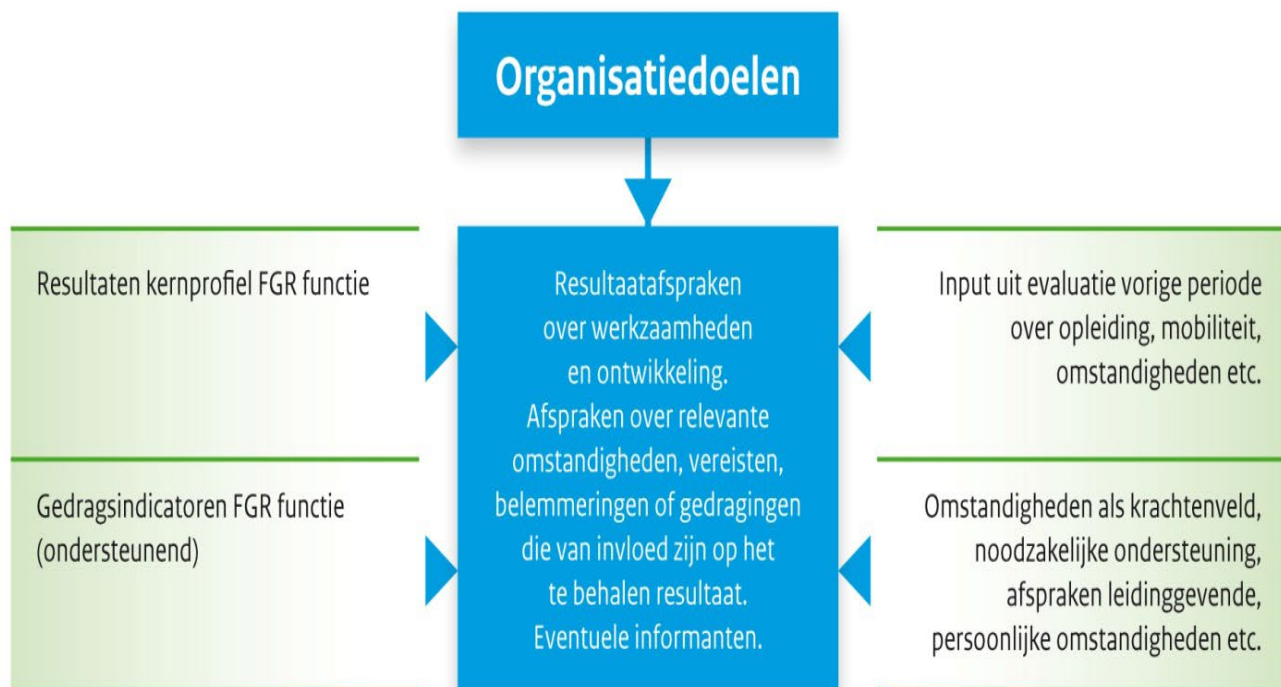 Organisatiedoelen
Resultaten kernprofiel FGR functie
Gedragsindicatoren FGR functie
(ondersteunend)
Resultaatafspraken
over werkzaamheden
en ontwikkeling.
Afspraken over relevante
omstandigheden, vereisten,
belemmeringen of gedragingen
die van invloed zijn op het
te behalen resultaat.
Eventuele informanten.
Input uit evaluatie vorige periode
over opleiding, mobiliteit,
omstandigheden etc.
Omstandigheden als krachtenveld,
noodzakelijke ondersteuning,
afspraken leidinggevende,
persoonlijke omstandigheden etc.